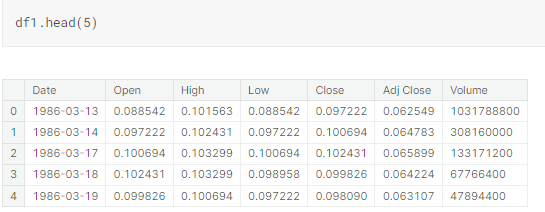 df1.head(5)
Date Open High Low Close Adj Close Volume
0 1986-03-13 0.088542 0.101563 0.088542 0.097222 0.062549 1031788800
1 1986-03-14 0.097222 0.102431 0.097222 0.100694 0.064783 308160000
2 1986-03-17 0.100694 0.103299 0.100694 0.102431 0.065899 133171200
3 1986-03-18 0.102431 0.103299 0.098958 0.099826 0.064224 67766400
4 1986-03-19 0.099826 0.100694 0.097222 0.098090 0.063107 47894400